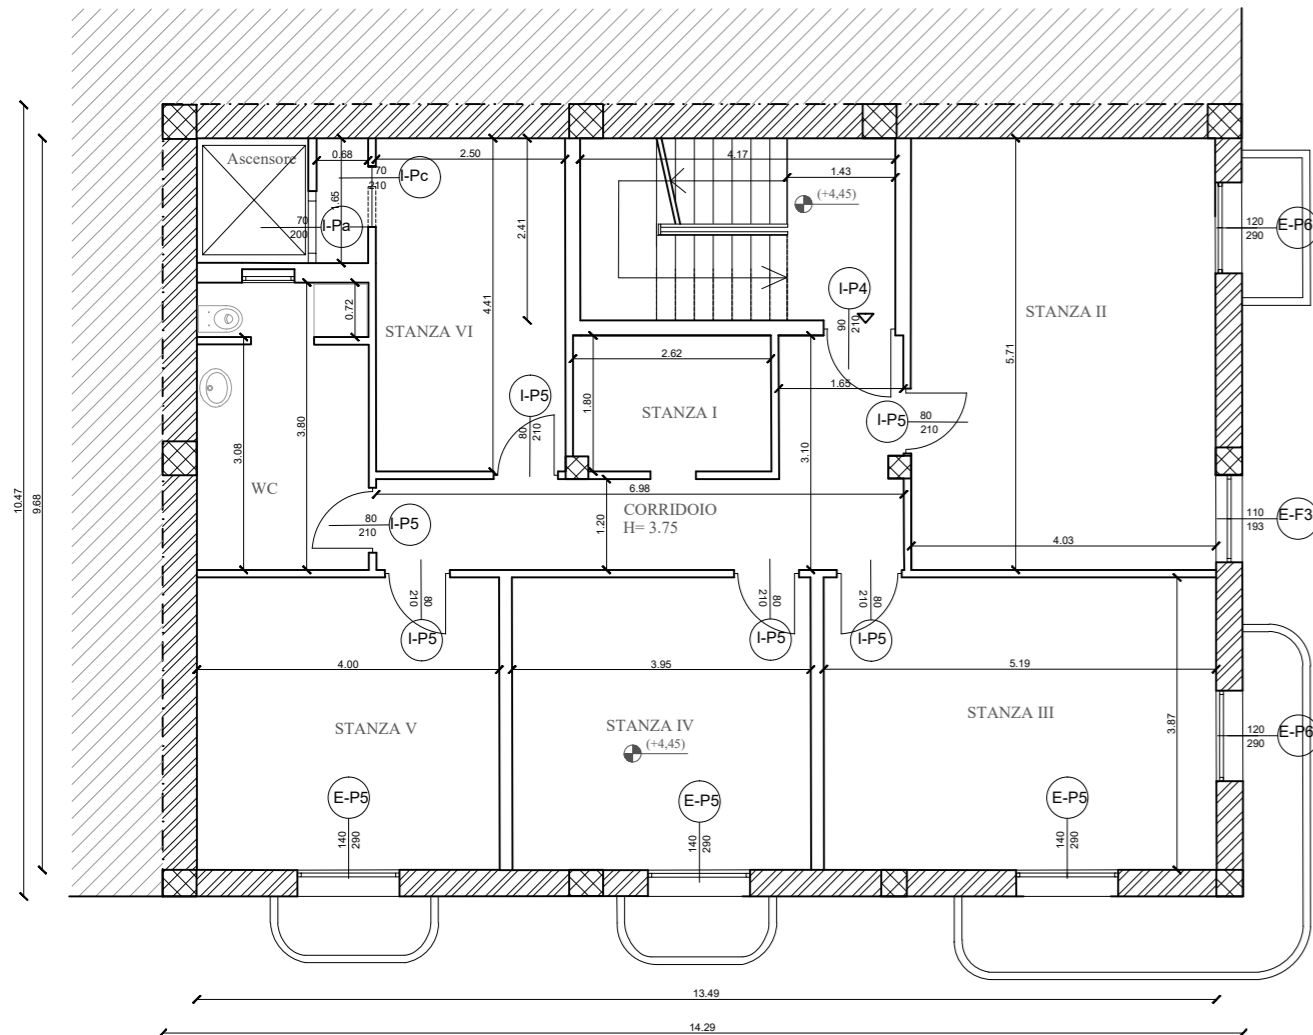 Ascensore
0.68
70
210
I-Pc
1.65
70
200
I-Pa
2.50
2.41
4.41
STANZA VI
4.17
1.43
(+4,45)
I-P4
90
210
120
290
E-P6
STANZA II
5.71
0.72
2.62
1.80
STANZA I
1.65
I-P5
80
210
I-P5
80
210
3.10
3.08
3.80
WC
6.98
CORRIDOIO
H= 3.75
1.20
80
210
I-P5
110
193
E-F3
4.03
10.47
9.68
80
210
I-P5
80
210
I-P5
80
210
I-P5
4.00
3.95
5.19
STANZA V
STANZA IV
(+4,45)
STANZA III
3.87
120
290
E-P6
E-P5
140
290
E-P5
140
290
E-P5
140
290
13.49
14.29